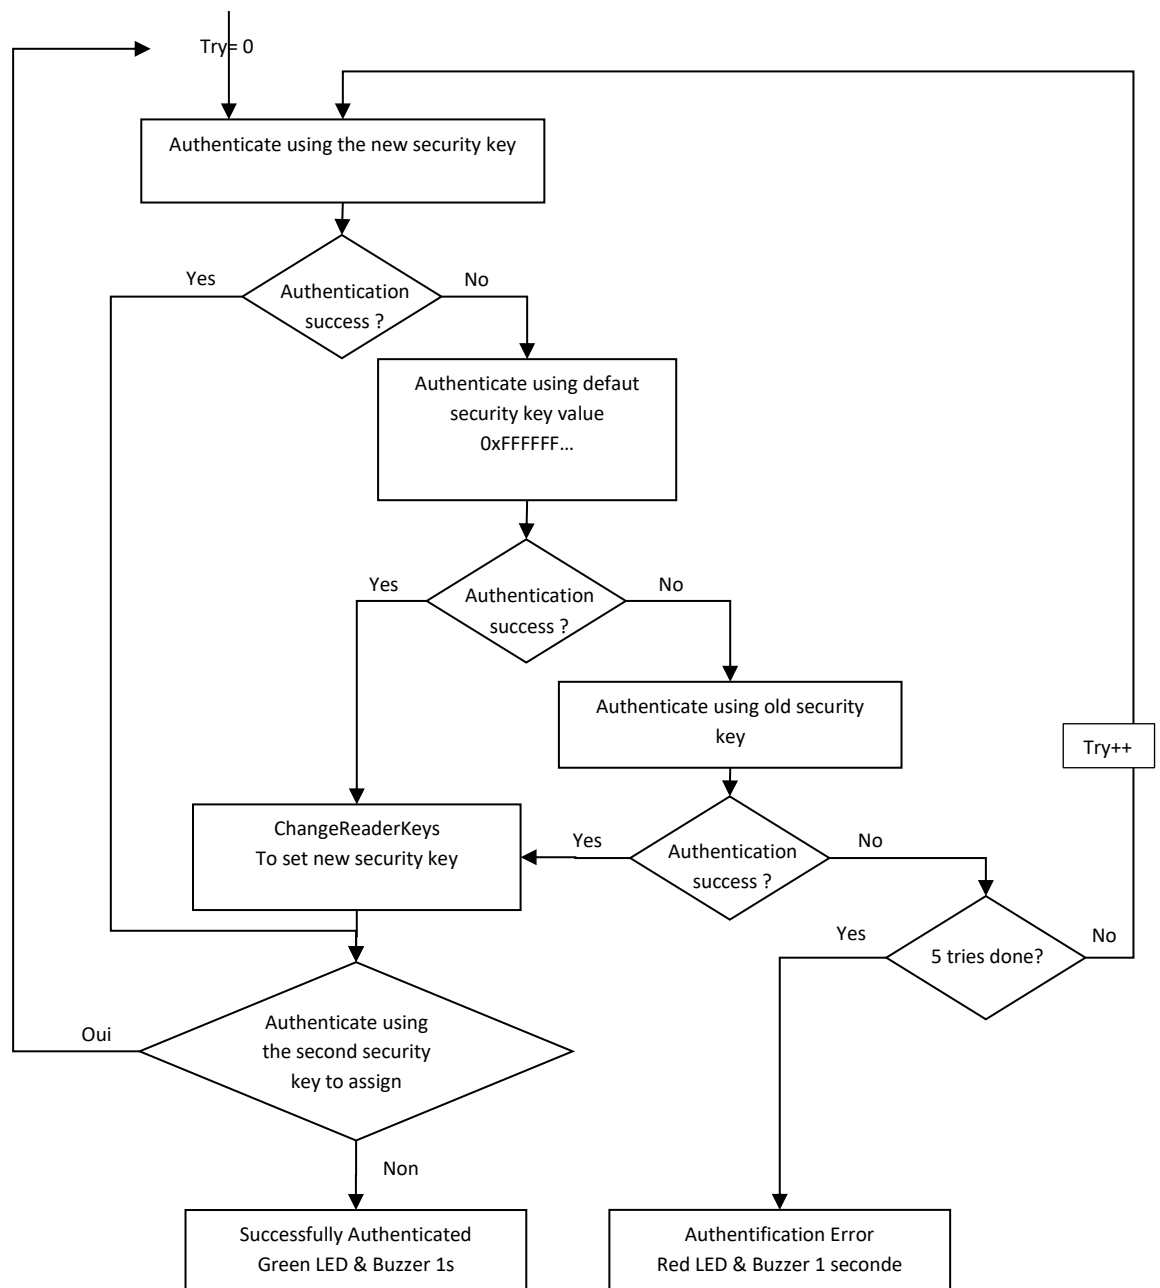 Try= 0
Authenticate using the new security key
Yes
No
Authentication
success ?
Authenticate using defaut
security key value
0xFFFFFF…
Yes
No
Authentication
success ?
Authenticate using old security
key
Try++
ChangeReaderKeys
To set new security key
Yes
No
Authentication
success ?
Yes
No
5 tries done?
Oui
Authenticate using
the second security
key to assign
Non
Successfully Authenticated
Green LED & Buzzer 1s
Authentification Error
Red LED & Buzzer 1 seconde